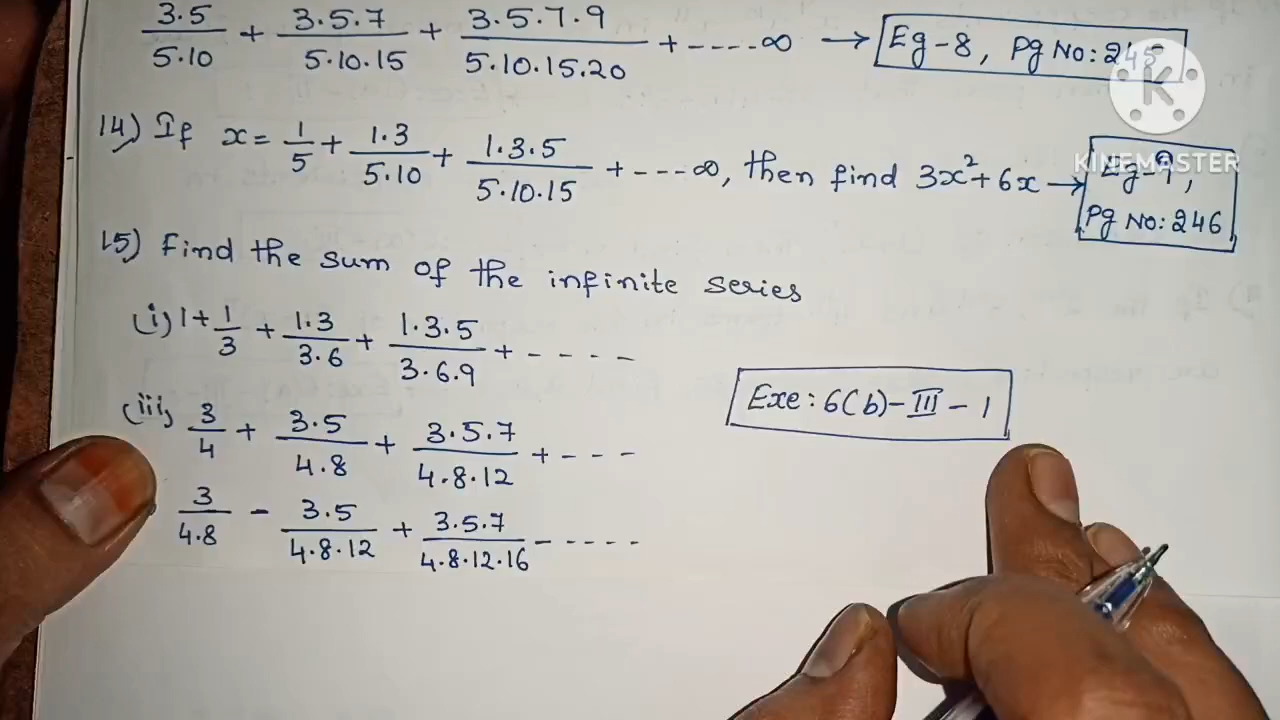 3·5/5·10 + 3·5·7/5·10·15 + 3·5·7·9/5·10·15·20 + ----∞ → Eg-8, Pg No: 245
14) If x = 1/5 + 1·3/5·10 + 1·3·5/5·10·15 + ---∞, then find 3x²+6x → Eg-9, Pg No: 246
KINEMASTER
15) Find the sum of the infinite series
(i) 1 + 1/3 + 1·3/3·6 + 1·3·5/3·6·9 + ----
Exe: 6(b)-III-1
(iii) 3/4 + 3·5/4·8 + 3·5·7/4·8·12 + ---
3/4·8 - 3·5/4·8·12 + 3·5·7/4·8·12·16 -----